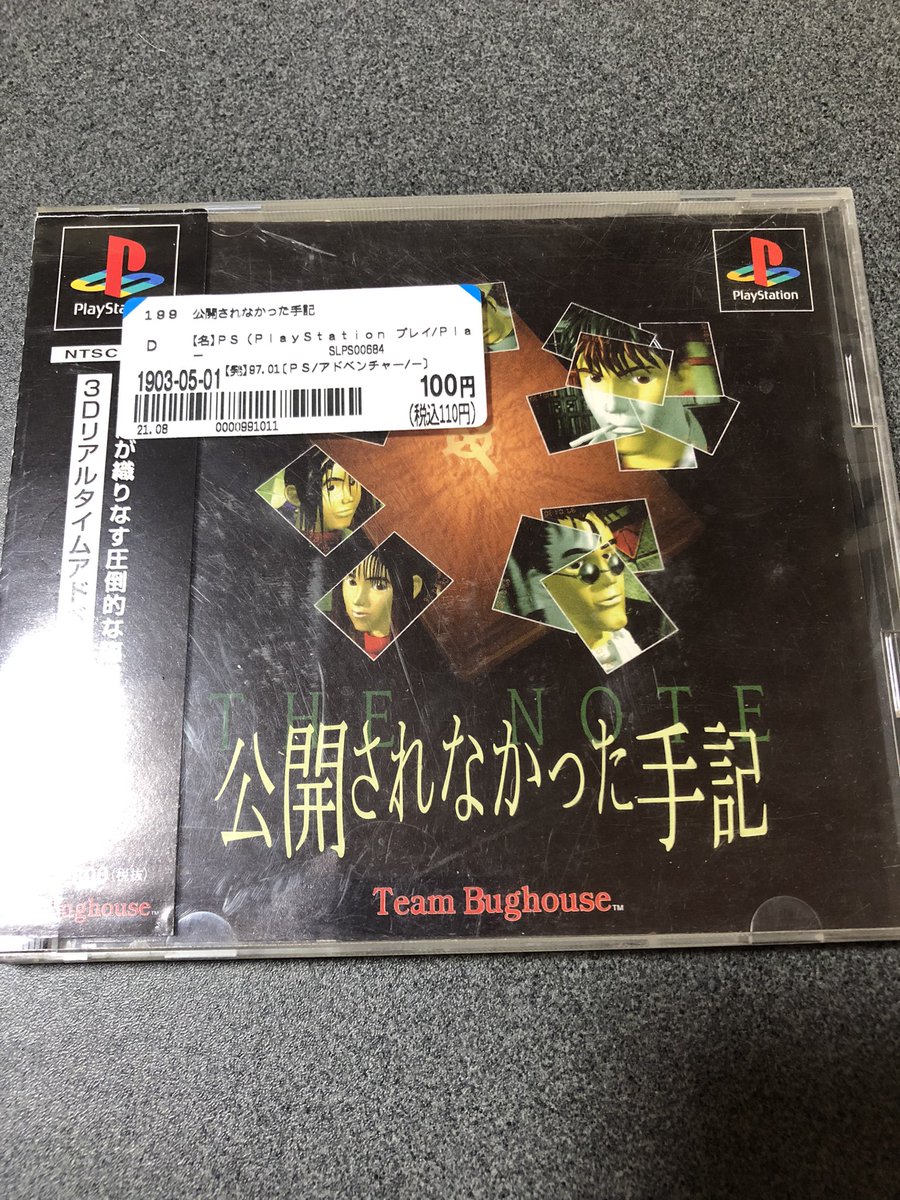 PlayStation
199 公開されなかった手記
D 【名】PS (PlayStation プレイ/Pla
ー SLPS00684
1903-05-01 【発】97.01〔PS/アドベンチャー/ー〕
100円
(税込110円)
21.08 0000991011
NTSC
が織りなす圧倒的な
3Dリアルタイムアド
THE NOTE
公開されなかった手記
Team Bughouse™
(税抜)
ughouse™